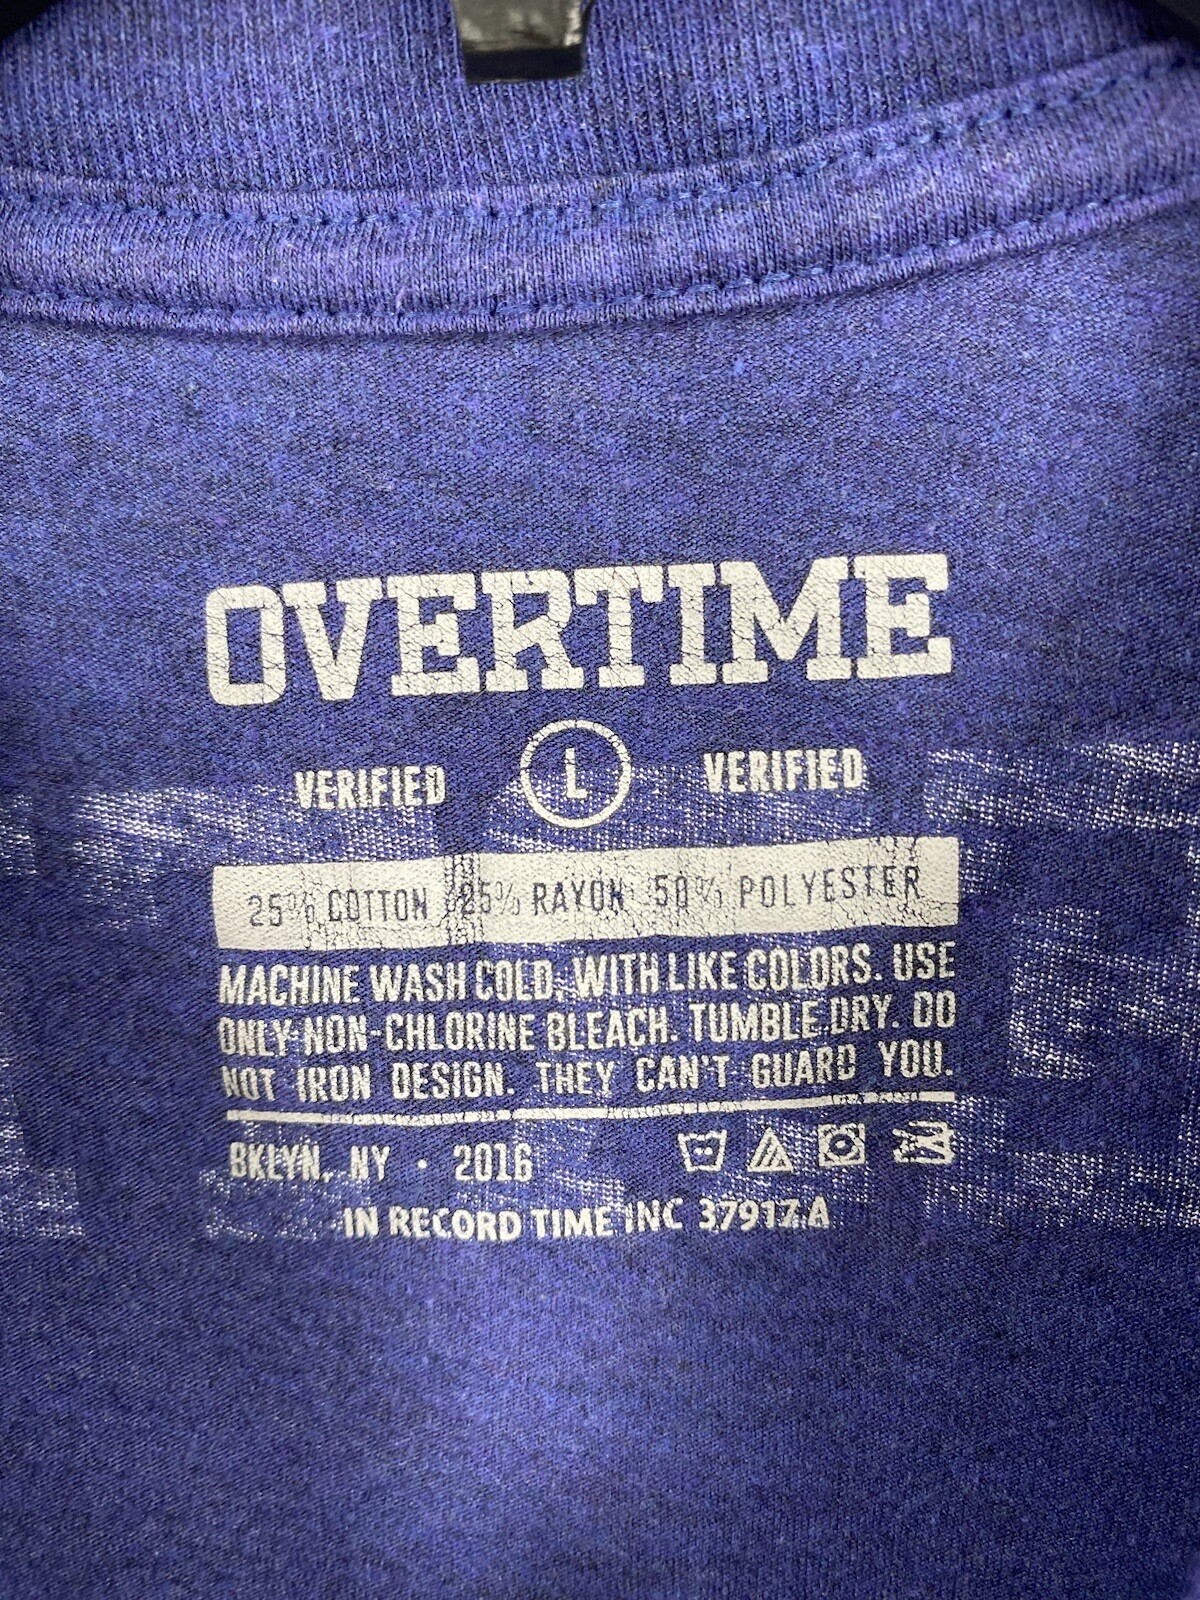 OVERTIME
VERIFIED L VERIFIED
25% COTTON 25% RAYON 50% POLYESTER
MACHINE WASH COLD, WITH LIKE COLORS. USE
ONLY NON-CHLORINE BLEACH. TUMBLE DRY. DO
NOT IRON DESIGN. THEY CAN'T GUARD YOU.
BKLYN, NY · 2016
IN RECORD TIME INC 37917.A